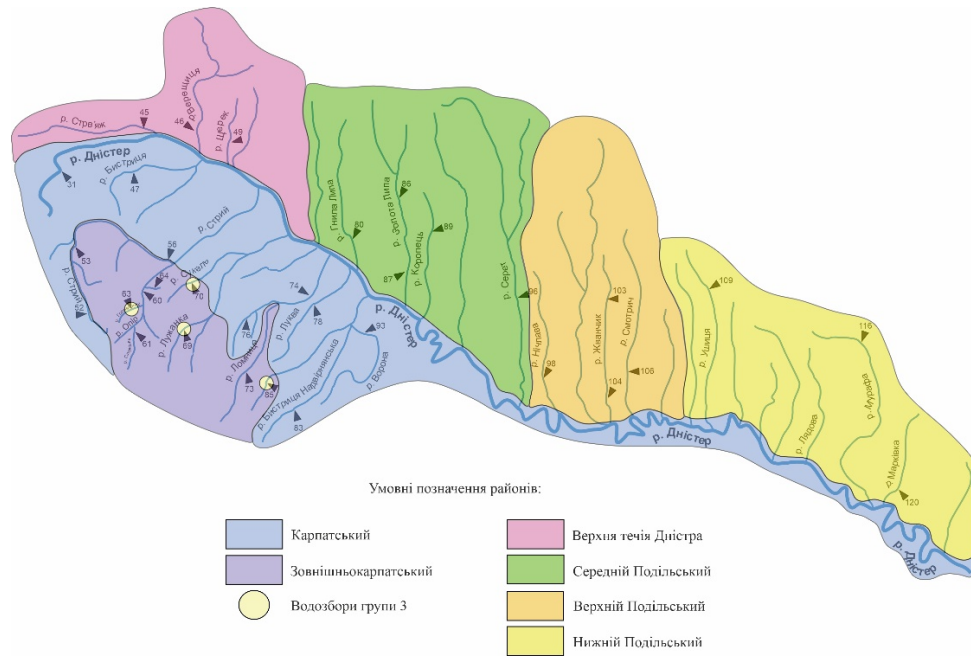 45
р. Стрв'яж
46
р. Верещиця
р. Щерек
49
р. Дністер
р. Бистриця
31
47
р. Стрий
56
53
р. Стрий
р. Сукель
64
63
60
70
р. Опір
61
р. Лужанка
69
р. Гнила Липа
80
р. Золота Липа
86
87
р. Коропець
89
р. Серет
96
74
76
р. Луква
78
93
р. Ломниця
73
р. Бистриця Надвірнянська
р. Ворона
83
р. Дністер
р. Нічлава
98
р. Жванчик
103
104
р. Смотрич
106
р. Ушиця
109
116
р. Мурафа
р. Лядова
р. Марківка
120
р. Дністер
р. Дністер
Умовні позначення районів:
Карпатський
Зовнішньокарпатський
Водозбори групи 3
Верхня течія Дністра
Середній Подільський
Верхній Подільський
Нижній Подільський